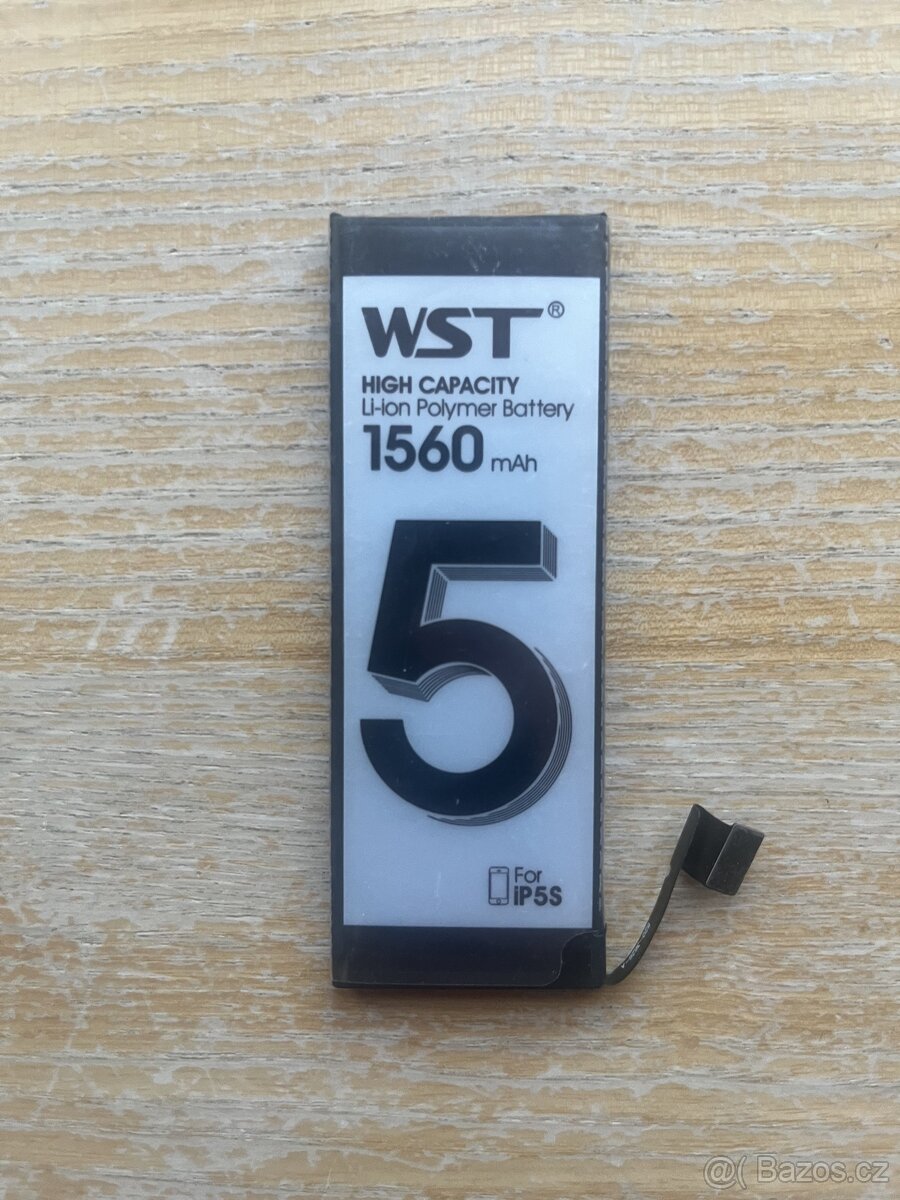 WST®
HIGH CAPACITY
Li-ion Polymer Battery
1560 mAh
5
For
iP5S
@( Bazos.cz